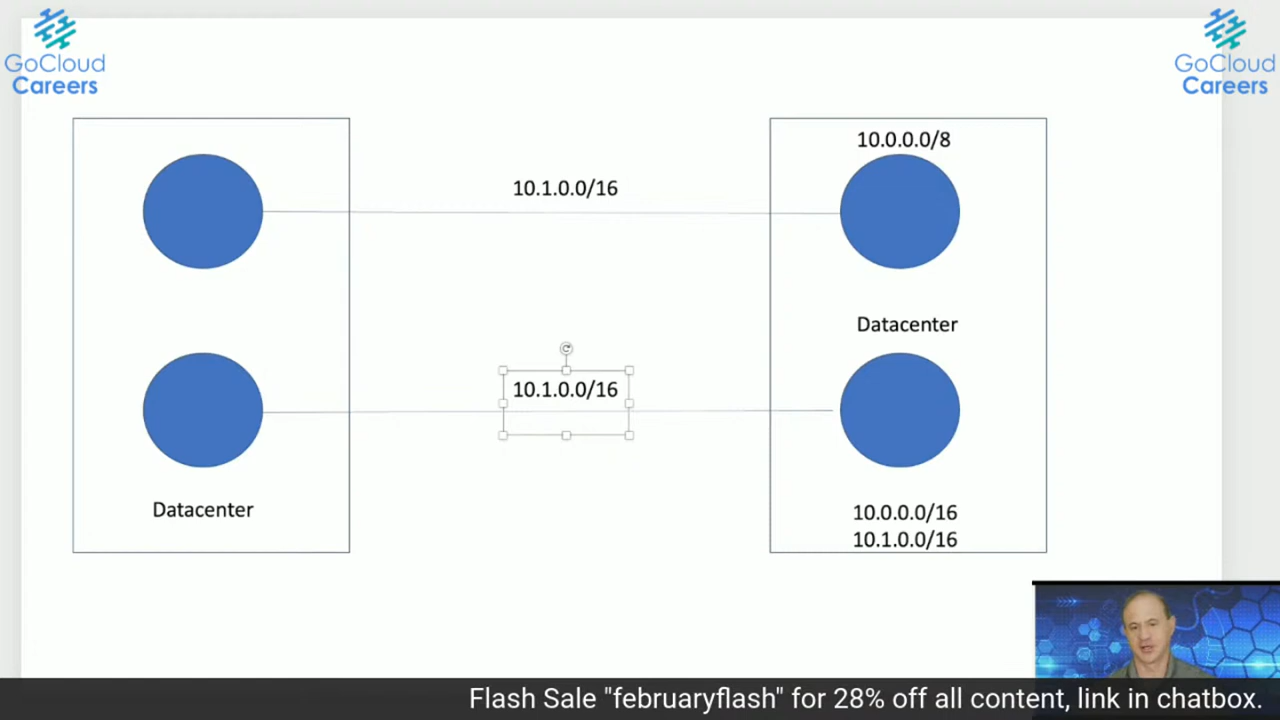 GoCloud
Careers
GoCloud
Careers
10.0.0.0/8
10.1.0.0/16
Datacenter
10.1.0.0/16
Datacenter
10.0.0.0/16
10.1.0.0/16
Flash Sale "februaryflash" for 28% off all content, link in chatbox.